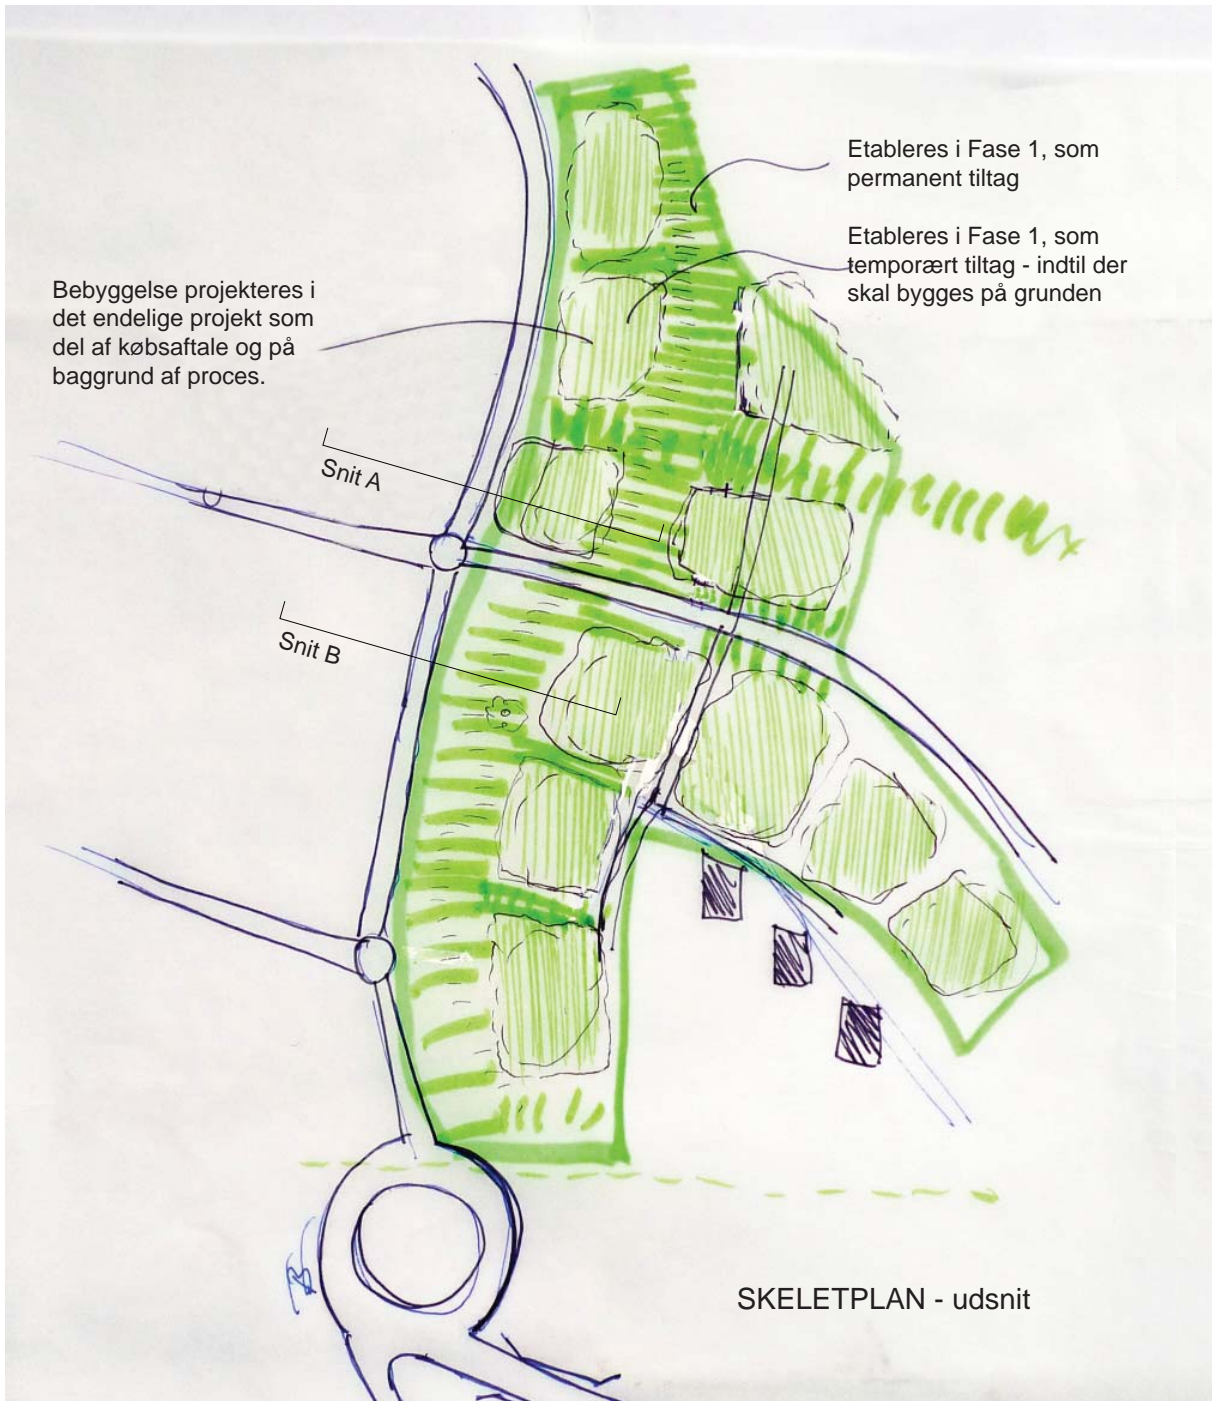 Etableres i Fase 1, som
permanent tiltag
Etableres i Fase 1, som
temporært tiltag - indtil der
skal bygges på grunden
Bebyggelse projekteres i
det endelige projekt som
del af købsaftale og på
baggrund af proces.
Snit A
Snit B
SKELETPLAN - udsnit